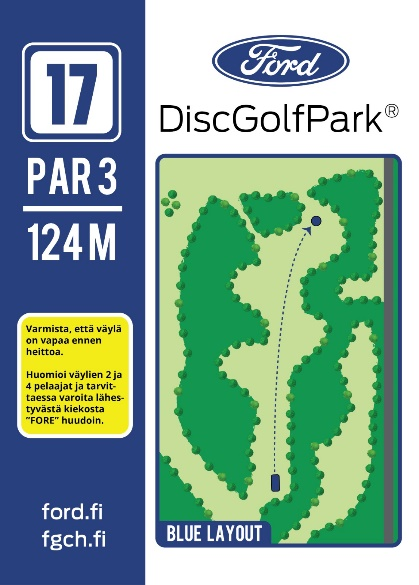 17
PAR 3
124 M
Varmista, että väylä
on vapaa ennen
heittoa.
Huomioi väylien 2 ja
4 pelaajat ja tarvit-
taessa varoita lähes-
tyvästä kiekosta
"FORE" huudoin.
ford.fi
fgch.fi
Ford
DiscGolfPark®
BLUE LAYOUT